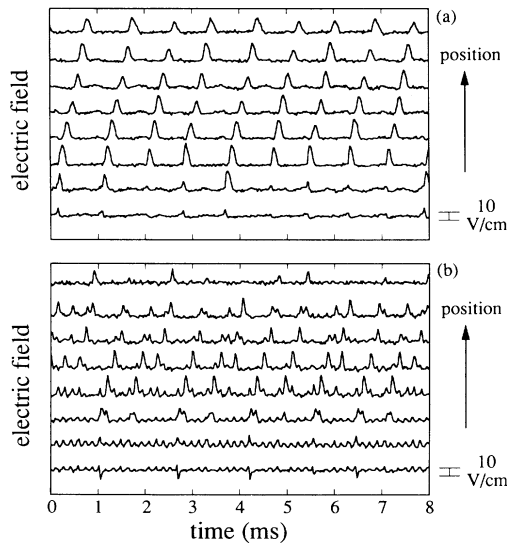 (a)
position
electric field
10
V/cm
(b)
position
electric field
10
V/cm
0 1 2 3 4 5 6 7 8
time (ms)